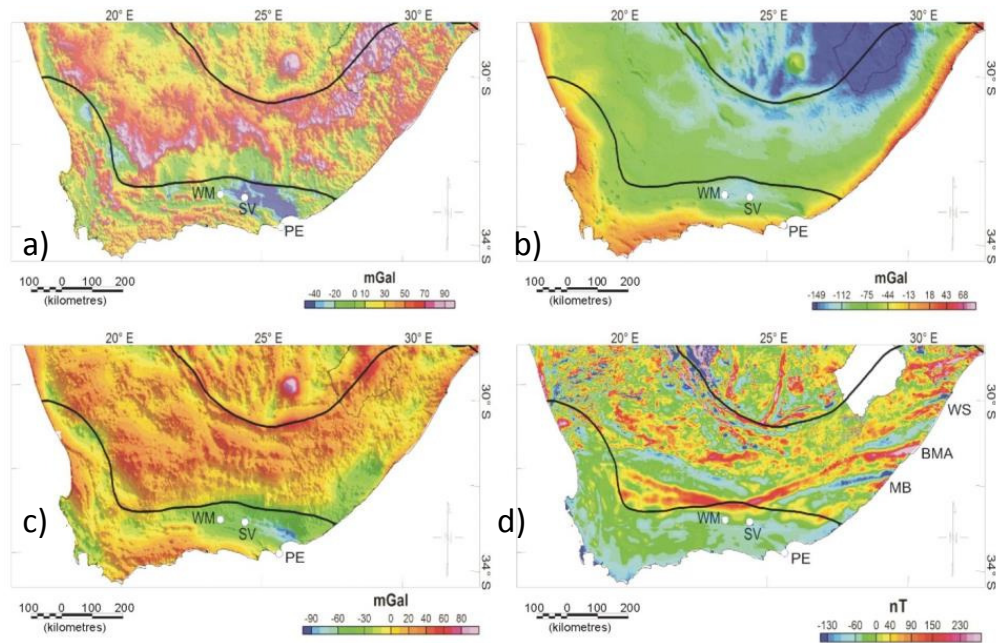 20° E 25° E 30° E
30° S
34° S
WM
SV
PE
a)
100 0 100 200
(kilometres)
mGal
-40 -20 0 10 30 50 70 90
20° E 25° E 30° E
30° S
34° S
WM
SV
PE
b)
100 0 100 200
(kilometres)
mGal
-149 -112 -75 -44 -13 18 43 68
20° E 25° E 30° E
30° S
34° S
WM
SV
PE
c)
100 0 100 200
(kilometres)
mGal
-90 -60 -30 0 20 40 60 80
20° E 25° E 30° E
30° S
34° S
WS
BMA
MB
WM
SV
PE
d)
100 0 100 200
(kilometres)
nT
-130 -60 0 40 90 150 230